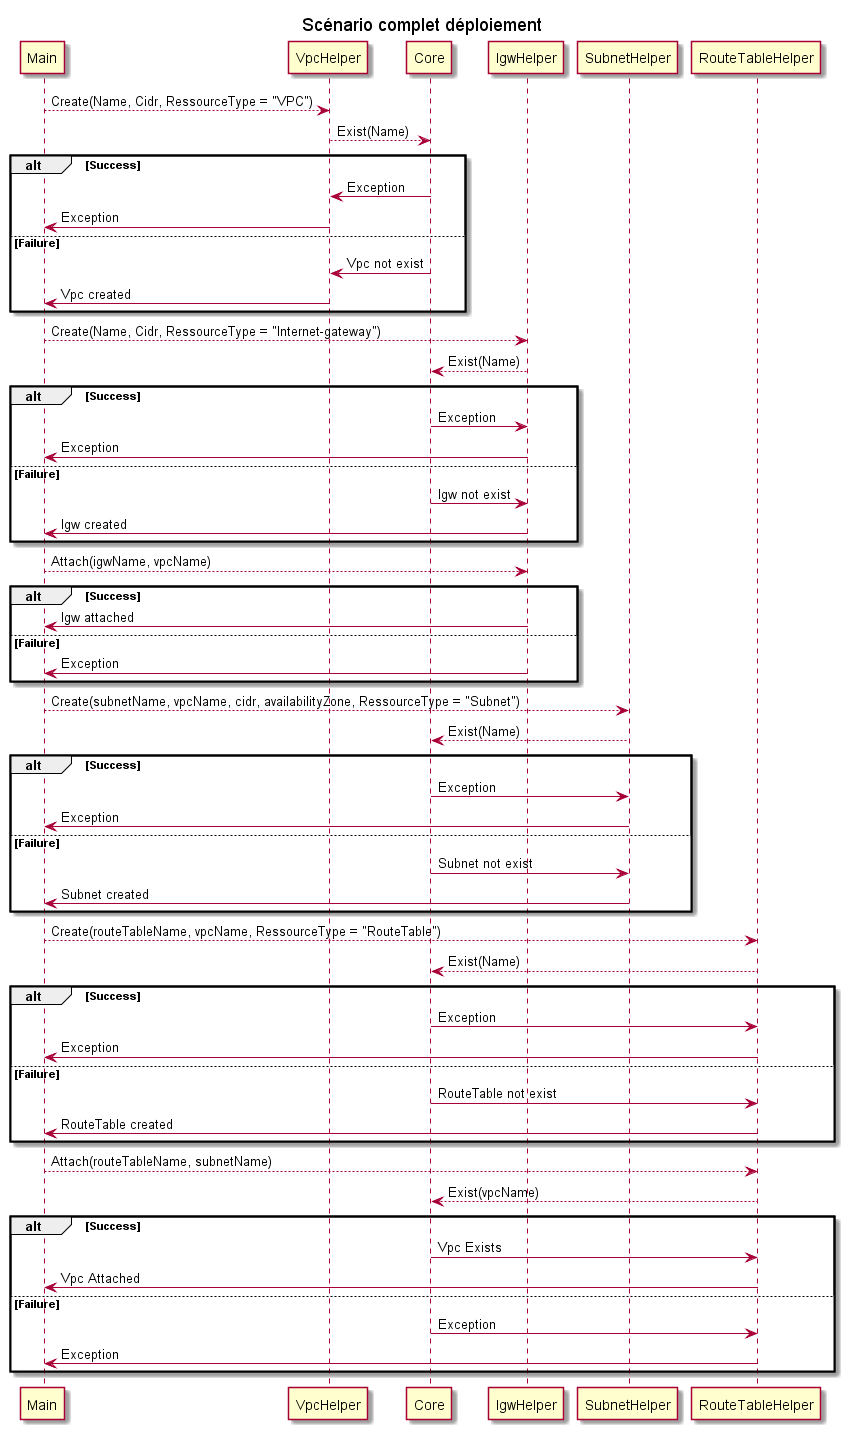 Scénario complet déploiement
Main VpcHelper Core IgwHelper SubnetHelper RouteTableHelper
Create(Name, Cidr, RessourceType = "VPC")
Exist(Name)
alt [Success]
Exception
Exception
[Failure]
Vpc not exist
Vpc created
Create(Name, Cidr, RessourceType = "Internet-gateway")
Exist(Name)
alt [Success]
Exception
Exception
[Failure]
Igw not exist
Igw created
Attach(igwName, vpcName)
alt [Success]
Igw attached
[Failure]
Exception
Create(subnetName, vpcName, cidr, availabilityZone, RessourceType = "Subnet")
Exist(Name)
alt [Success]
Exception
Exception
[Failure]
Subnet not exist
Subnet created
Create(routeTableName, vpcName, RessourceType = "RouteTable")
Exist(Name)
alt [Success]
Exception
Exception
[Failure]
RouteTable not exist
RouteTable created
Attach(routeTableName, subnetName)
Exist(vpcName)
alt [Success]
Vpc Exists
Vpc Attached
[Failure]
Exception
Exception
Main VpcHelper Core IgwHelper SubnetHelper RouteTableHelper